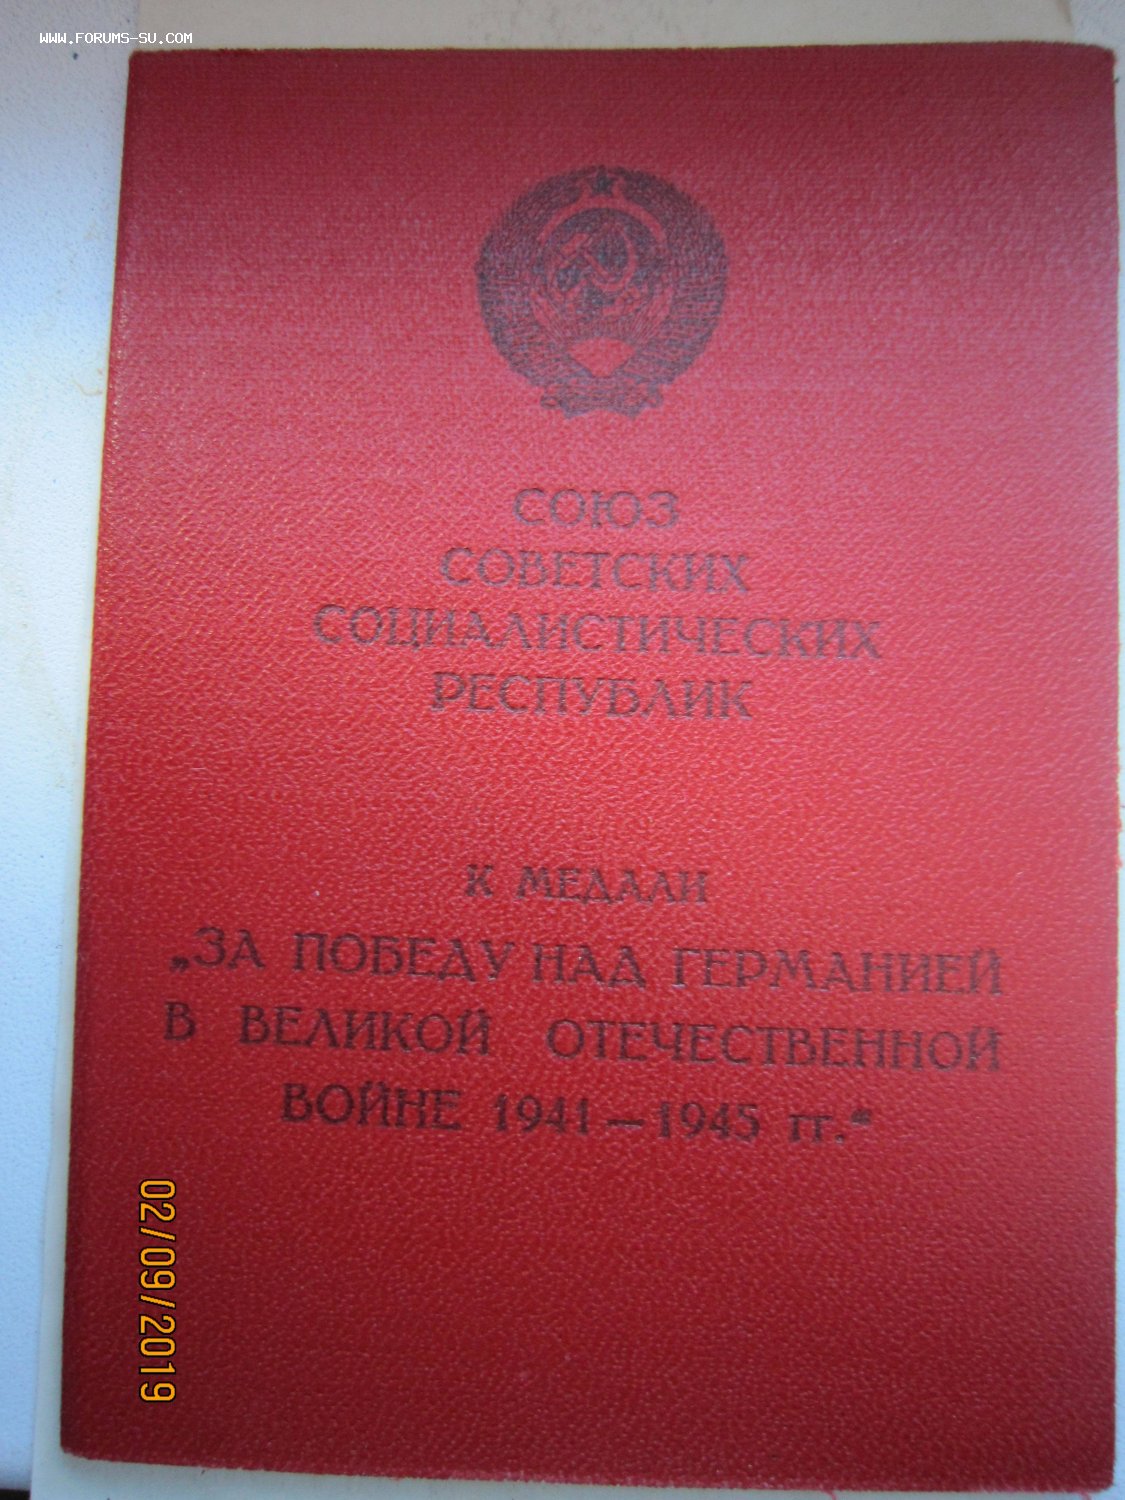 WWW.FORUMS-SU.COM
СОЮЗ
СОВЕТСКИХ
СОЦИАЛИСТИЧЕСКИХ
РЕСПУБЛИК
К МЕДАЛИ
„ЗА ПОБЕДУ НАД ГЕРМАНИЕЙ
В ВЕЛИКОЙ ОТЕЧЕСТВЕННОЙ
ВОЙНЕ 1941—1945 гг.“
02/09/2019